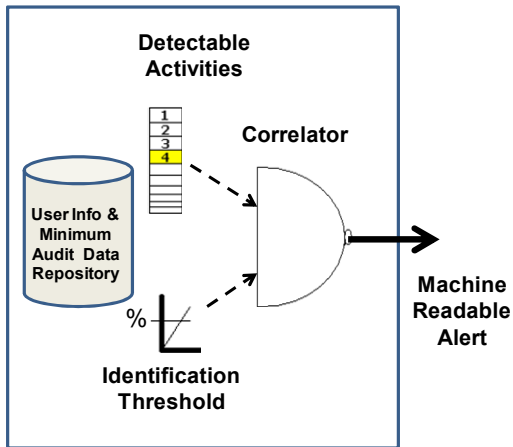 Detectable
Activities
1
2
3
4
Correlator
User Info &
Minimum
Audit Data
Repository
%
Identification
Threshold
Machine
Readable
Alert